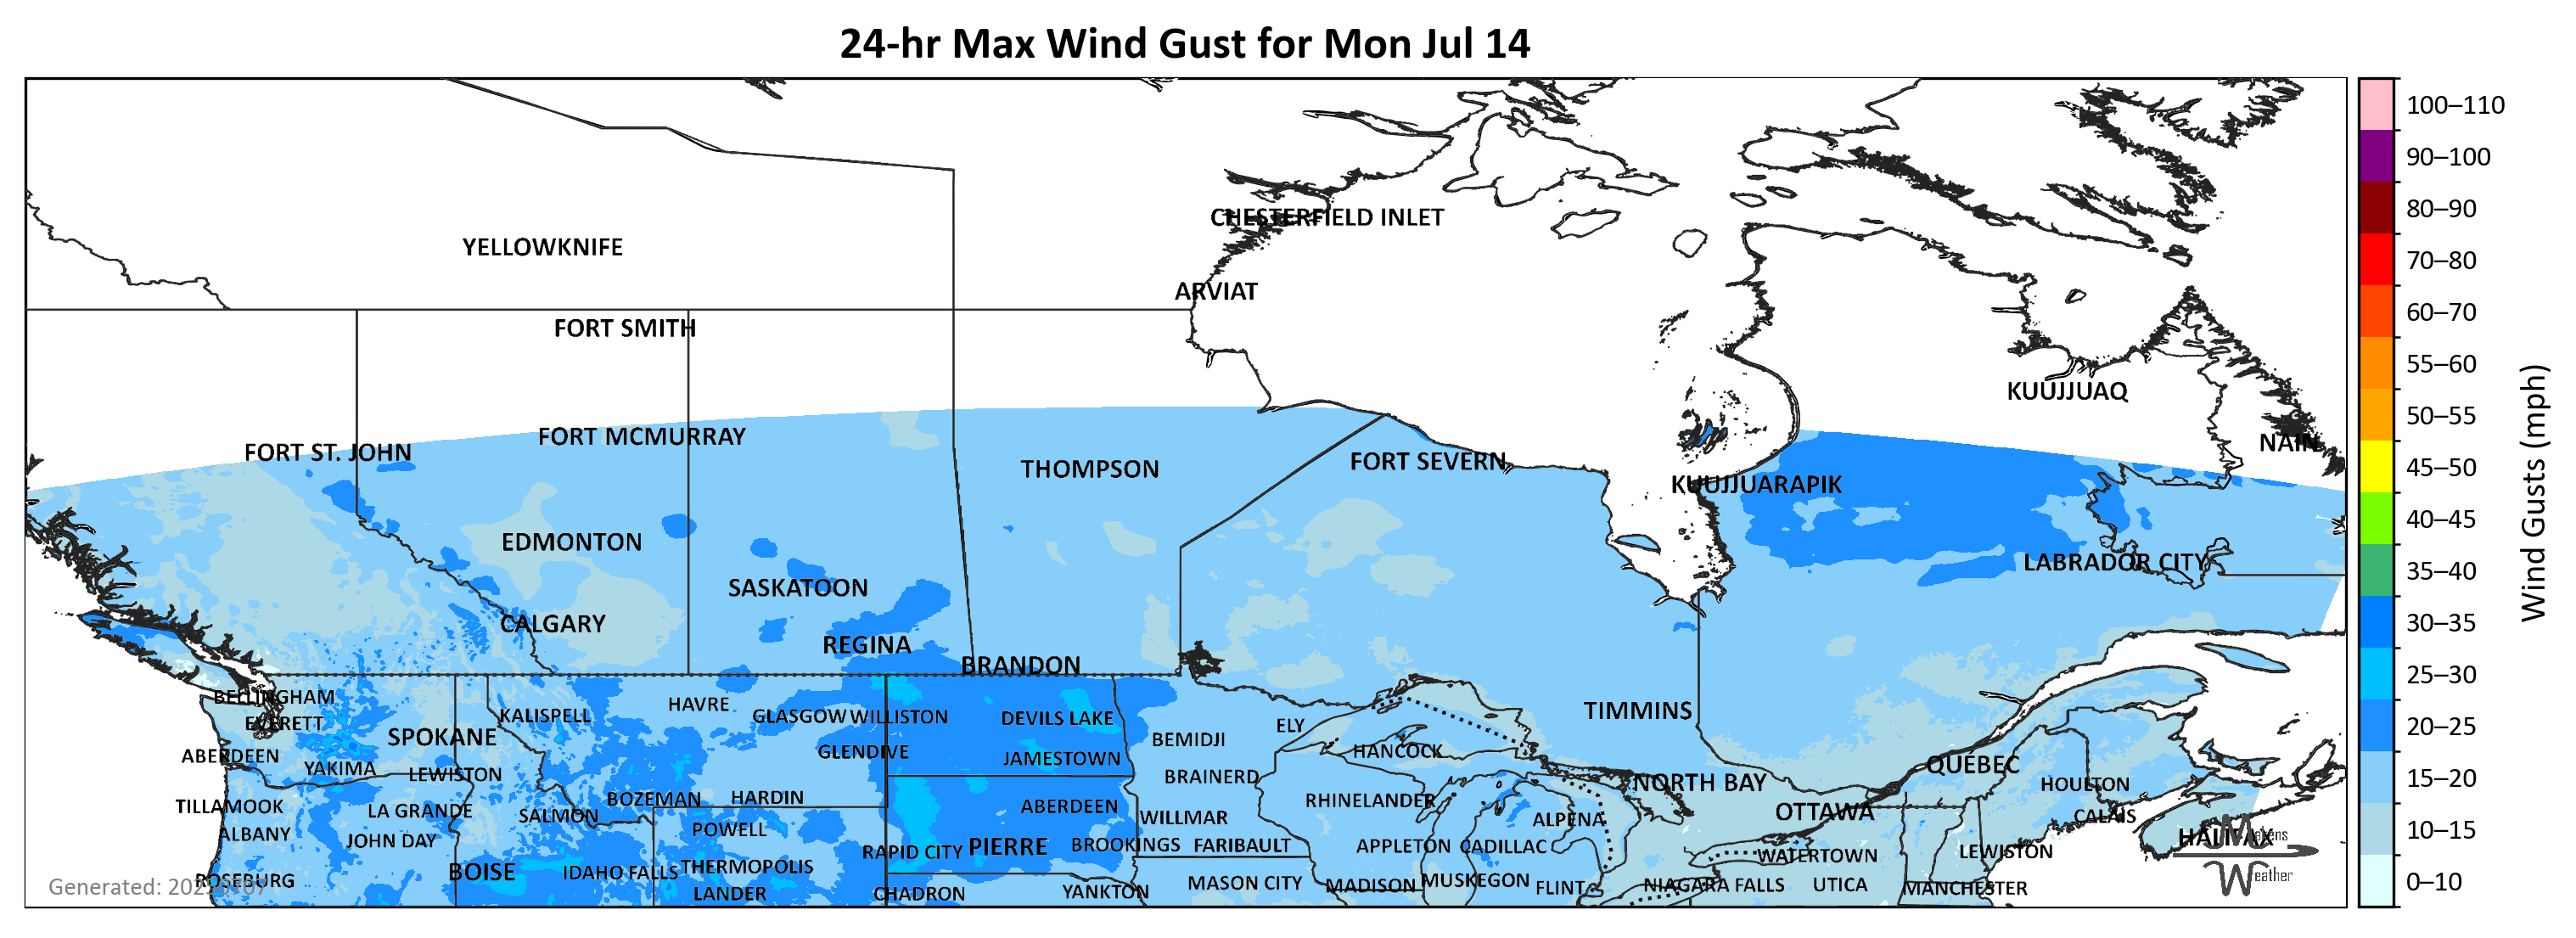 24-hr Max Wind Gust for Mon Jul 14
100–110
90–100
80–90
CHESTERFIELD INLET
YELLOWKNIFE
70–80
ARVIAT
60–70
FORT SMITH
55–60
KUUJJUAQ
50–55
FORT MCMURRAY
NAIN
FORT ST. JOHN
FORT SEVERN
45–50
THOMPSON
KUUJJUARAPIK
40–45
EDMONTON
LABRADOR CITY
35–40
SASKATOON
CALGARY
30–35
REGINA
BRANDON
25–30
Wind Gusts (mph)
BELLINGHAM
HAVRE
TIMMINS
KALISPELL
GLASGOW
WILLISTON
DEVILS LAKE
EVERETT
ELY
20–25
SPOKANE
BEMIDJI
HANCOCK
ABERDEEN
GLENDIVE
JAMESTOWN
QUÉBEC
YAKIMA
LEWISTON
BRAINERD
15–20
NORTH BAY
HOULTON
BOZEMAN
HARDIN
RHINELANDER
TILLAMOOK
LA GRANDE
ABERDEEN
OTTAWA
SALMON
WILLMAR
ALPENA
CALAIS
10–15
ALBANY
POWELL
HALIFAX
JOHN DAY
PIERRE
BROOKINGS
FARIBAULT
APPLETON
CADILLAC
RAPID CITY
LEWISTON
WATERTOWN
BOISE
IDAHO FALLS
THERMOPOLIS
Weather
ROSEBURG
MASON CITY
MADISON
MUSKEGON
FLINT
NIAGARA FALLS
UTICA
MANCHESTER
0–10
LANDER
CHADRON
YANKTON
Generated: